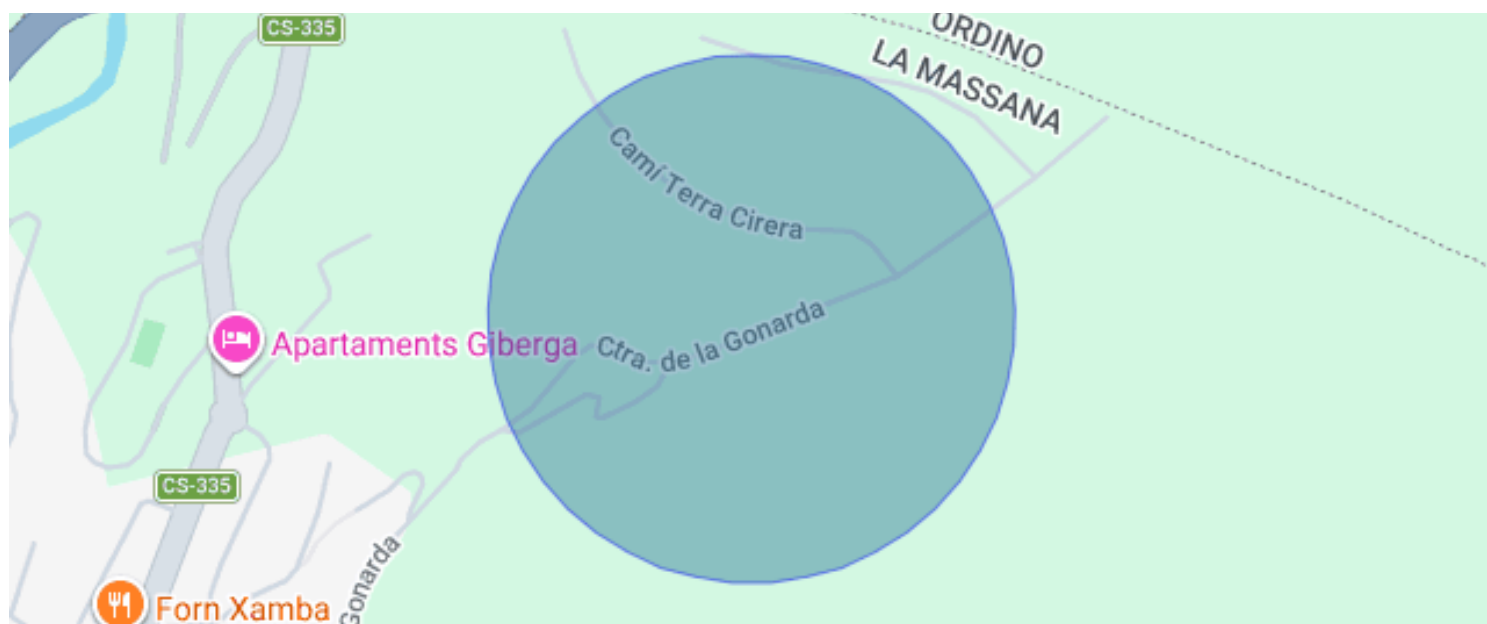 CS-335
ORDINO
LA MASSANA
Camí Terra Cirera
Apartaments Giberga
Ctra. de la Gonarda
CS-335
Gonarda
Forn Xamba